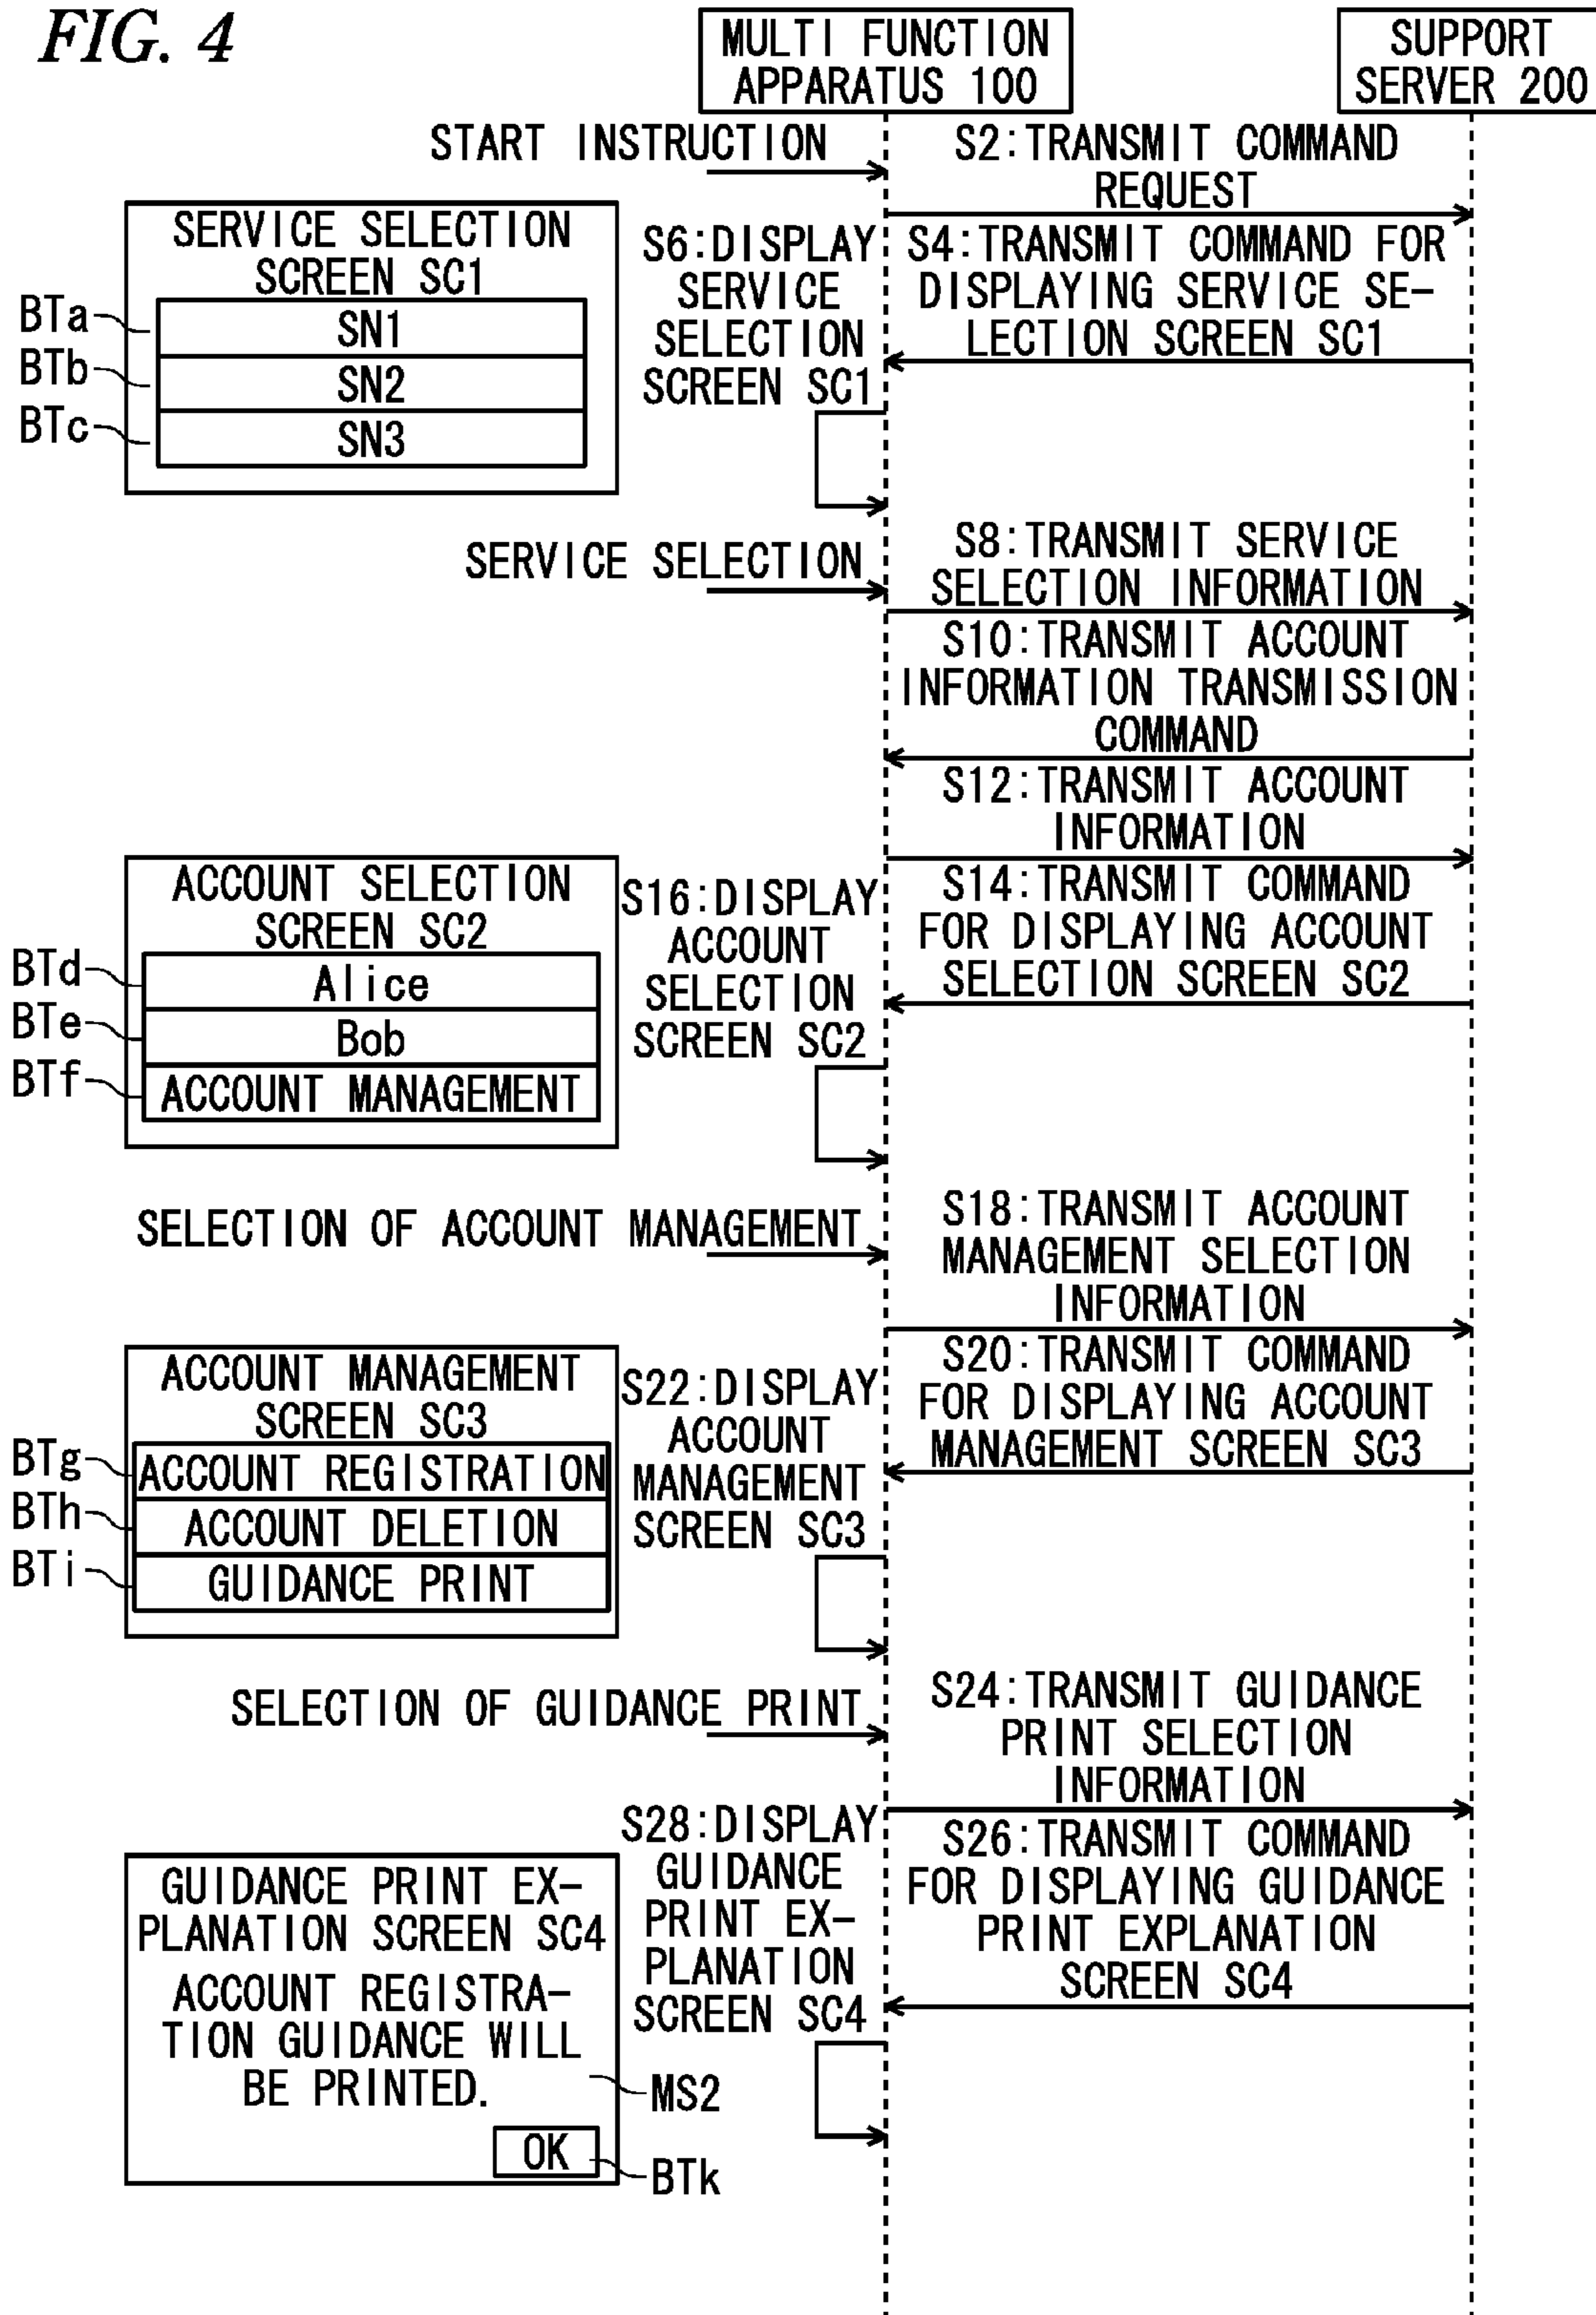 FIG. 4
MULTI FUNCTION
APPARATUS 100
SUPPORT
SERVER 200
START INSTRUCTION
S2:TRANSMIT COMMAND
REQUEST
SERVICE SELECTION
SCREEN SC1
BTa
SN1
BTb
SN2
BTc
SN3
S6:DISPLAY
SERVICE
SELECTION
SCREEN SC1
S4:TRANSMIT COMMAND FOR
DISPLAYING SERVICE SE-
LECTION SCREEN SC1
SERVICE SELECTION
S8:TRANSMIT SERVICE
SELECTION INFORMATION
S10:TRANSMIT ACCOUNT
INFORMATION TRANSMISSION
COMMAND
S12:TRANSMIT ACCOUNT
INFORMATION
ACCOUNT SELECTION
SCREEN SC2
BTd
Alice
BTe
Bob
BTf
ACCOUNT MANAGEMENT
S16:DISPLAY
ACCOUNT
SELECTION
SCREEN SC2
S14:TRANSMIT COMMAND
FOR DISPLAYING ACCOUNT
SELECTION SCREEN SC2
SELECTION OF ACCOUNT MANAGEMENT
S18:TRANSMIT ACCOUNT
MANAGEMENT SELECTION
INFORMATION
ACCOUNT MANAGEMENT
SCREEN SC3
BTg
ACCOUNT REGISTRATION
BTh
ACCOUNT DELETION
BTi
GUIDANCE PRINT
S22:DISPLAY
ACCOUNT
MANAGEMENT
SCREEN SC3
S20:TRANSMIT COMMAND
FOR DISPLAYING ACCOUNT
MANAGEMENT SCREEN SC3
SELECTION OF GUIDANCE PRINT
S24:TRANSMIT GUIDANCE
PRINT SELECTION
INFORMATION
GUIDANCE PRINT EX-
PLANATION SCREEN SC4
ACCOUNT REGISTRA-
TION GUIDANCE WILL
BE PRINTED.
MS2
OK
BTk
S28:DISPLAY
GUIDANCE
PRINT EX-
PLANATION
SCREEN SC4
S26:TRANSMIT COMMAND
FOR DISPLAYING GUIDANCE
PRINT EXPLANATION
SCREEN SC4